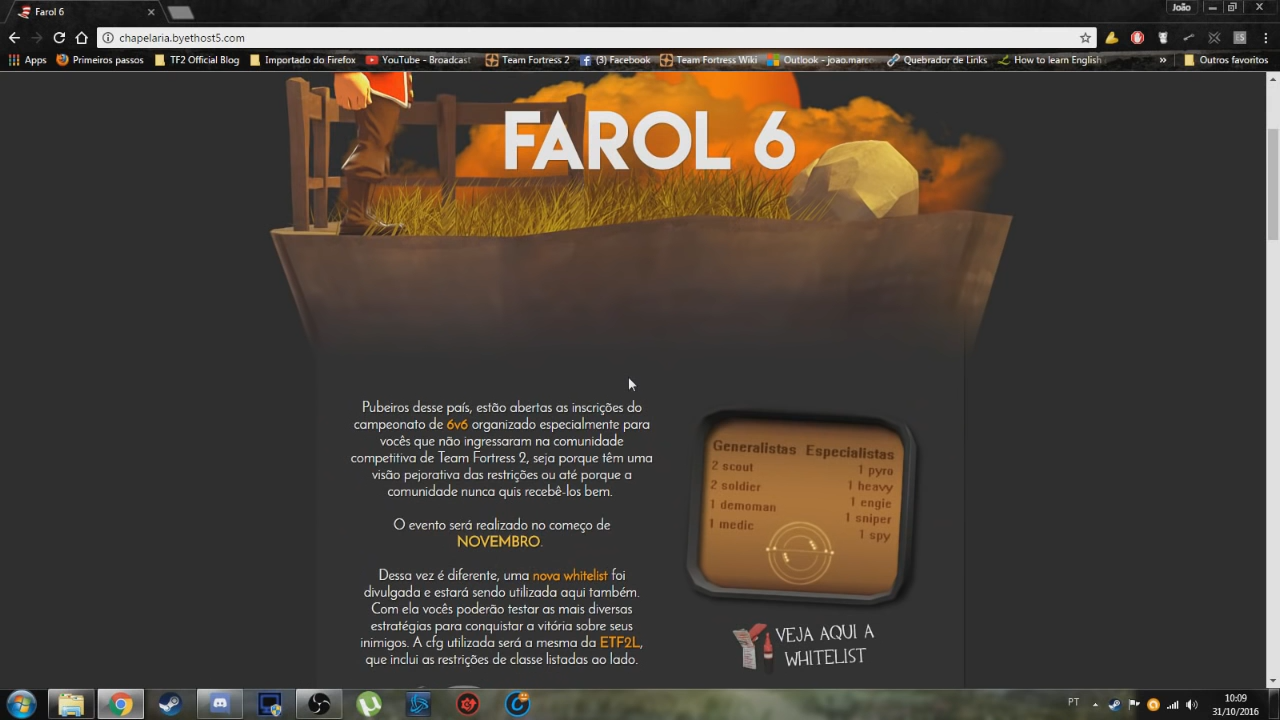 Farol 6
João
chapelaria.byethost5.com
Apps
Primeiros passos
TF2 Official Blog
Importado do Firefox
YouTube - Broadcast
Team Fortress 2
(3) Facebook
Team Fortress Wiki
Outlook - joao.marc
Quebrador de Links
How to learn English
»
Outros favoritos
FAROL 6
Pubeiros desse país, estão abertas as inscrições do
campeonato de 6v6 organizado especialmente para
vocês que não ingressaram na comunidade
competitiva de Team Fortress 2, seja porque têm uma
visão pejorativa das restrições ou até porque a
comunidade nunca quis recebê-los bem.
O evento será realizado no começo de
NOVEMBRO.
Dessa vez é diferente, uma nova whitelist foi
divulgada e estará sendo utilizada aqui também.
Com ela vocês poderão testar as mais diversas
estratégias para conquistar a vitória sobre seus
inimigos. A cfg utilizada será a mesma da ETF2L,
que inclui as restrições de classe listadas ao lado.
Generalistas Especialistas
2 scout 1 pyro
2 soldier 1 heavy
1 demoman 1 engie
1 medic 1 sniper
1 spy
VEJA AQUI A
WHITELIST
PT
10:09
31/10/2016